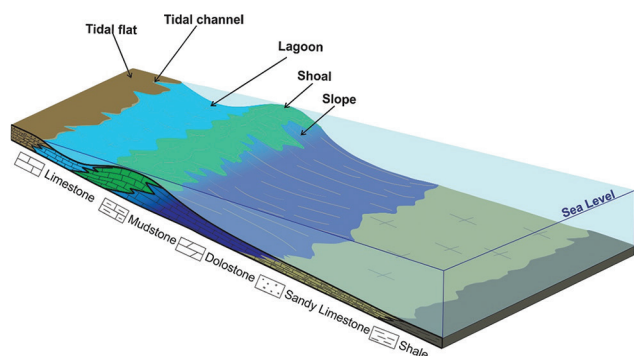 Tidal channel
Tidal flat
Lagoon
Shoal
Slope
Sea Level
Limestone
Mudstone
Dolostone
Sandy Limestone
Shale